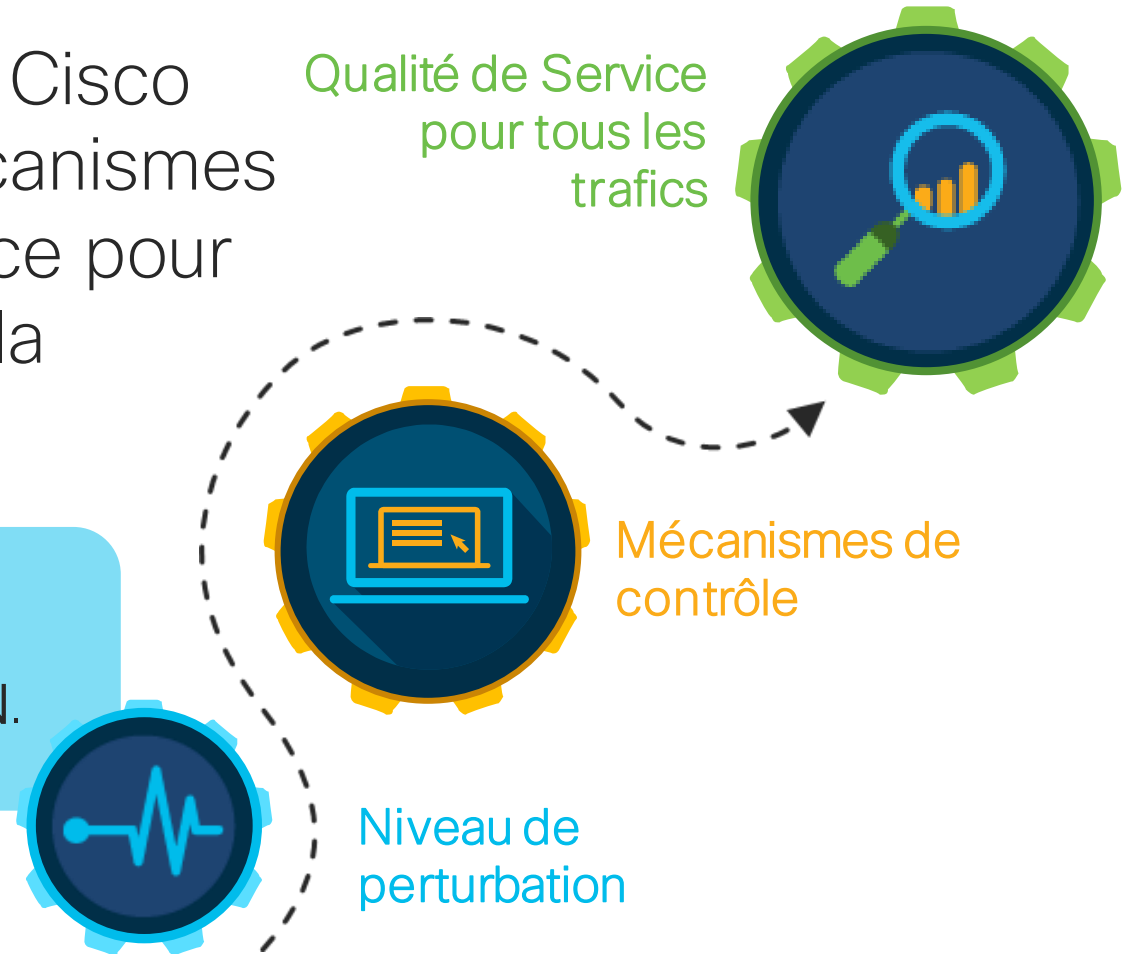 Cisco
canismes
ce pour
la
Qualité de Service
pour tous les
trafics
Mécanismes de
contrôle
N.
Niveau de
perturbation